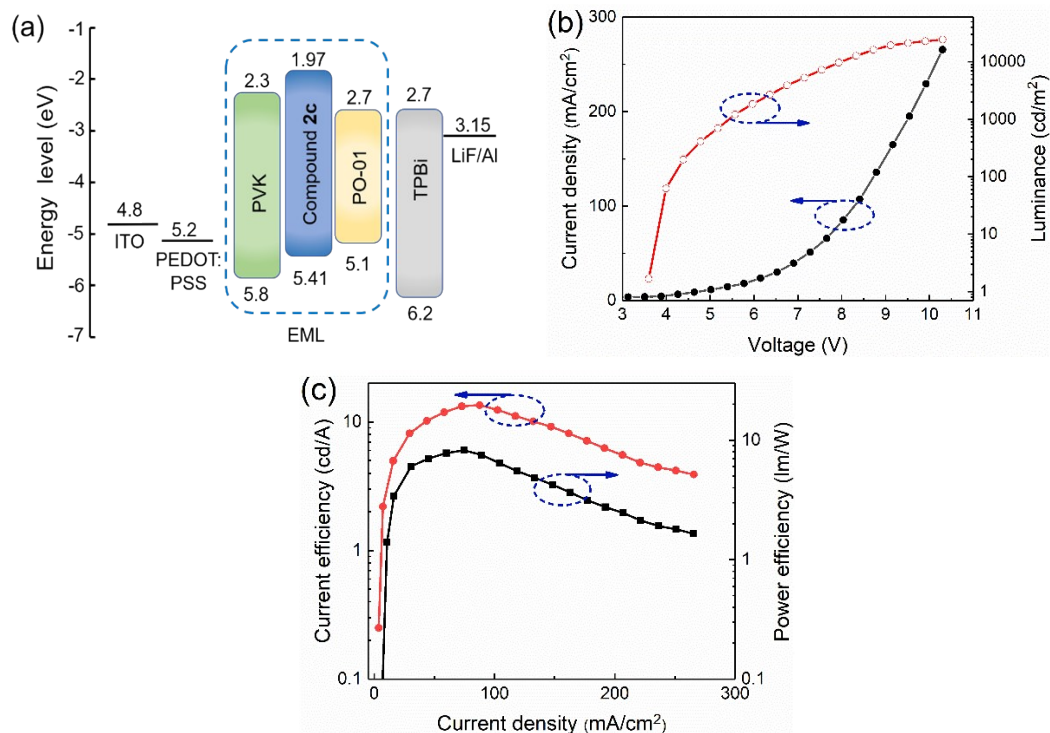 (a)
Energy level (eV)
-1
-2
-3
-4
-5
-6
-7
4.8
ITO
5.2
PEDOT:
PSS
2.3
PVK
5.8
1.97
Compound 2c
5.41
2.7
PO-01
5.1
EML
2.7
TPBi
6.2
3.15
LiF/Al
(b)
Current density (mA/cm²)
300
250
200
150
100
50
0
3 4 5 6 7 8 9 10 11
Voltage (V)
10000
1000
100
10
1
Luminance (cd/m²)
(c)
Current efficiency (cd/A)
10
1
0.1
0 100 200 300
Current density (mA/cm²)
10
1
0.1
Power efficiency (lm/W)